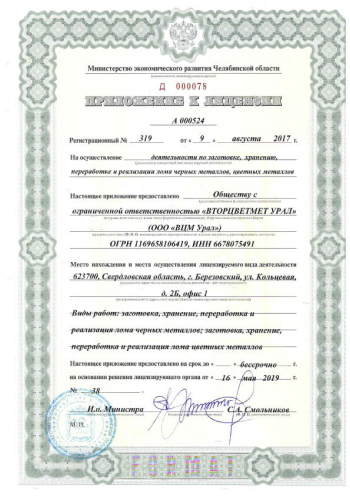 Министерство экономического развития Челябинской области
Д 000078
ПРИЛОЖЕНИЕ К ЛИЦЕНЗИИ
А 000524
Регистрационный № 319 от « 9 » августа 2017 г.
На осуществление деятельности по заготовке, хранению,
переработке и реализации лома черных металлов, цветных металлов
Настоящее приложение предоставлено Обществу с
ограниченной ответственностью «ВТОРЦВЕТМЕТ УРАЛ»
(ООО «ВЦМ Урал»)
ОГРН 1169658106419, ИНН 6678075491
Место нахождения и места осуществления лицензируемого вида деятельности
623700, Свердловская область, г. Березовский, ул. Кольцевая,
д. 2Б, офис 1
Виды работ: заготовка, хранение, переработка и
реализация лома черных металлов; заготовка, хранение,
переработка и реализация лома цветных металлов
Настоящее приложение предоставлено на срок до « - » бессрочно г.
на основании решения лицензирующего органа от « 16 » мая 2019 г.
№ 38
И.о. Министра С.А. Смольников
М.П.